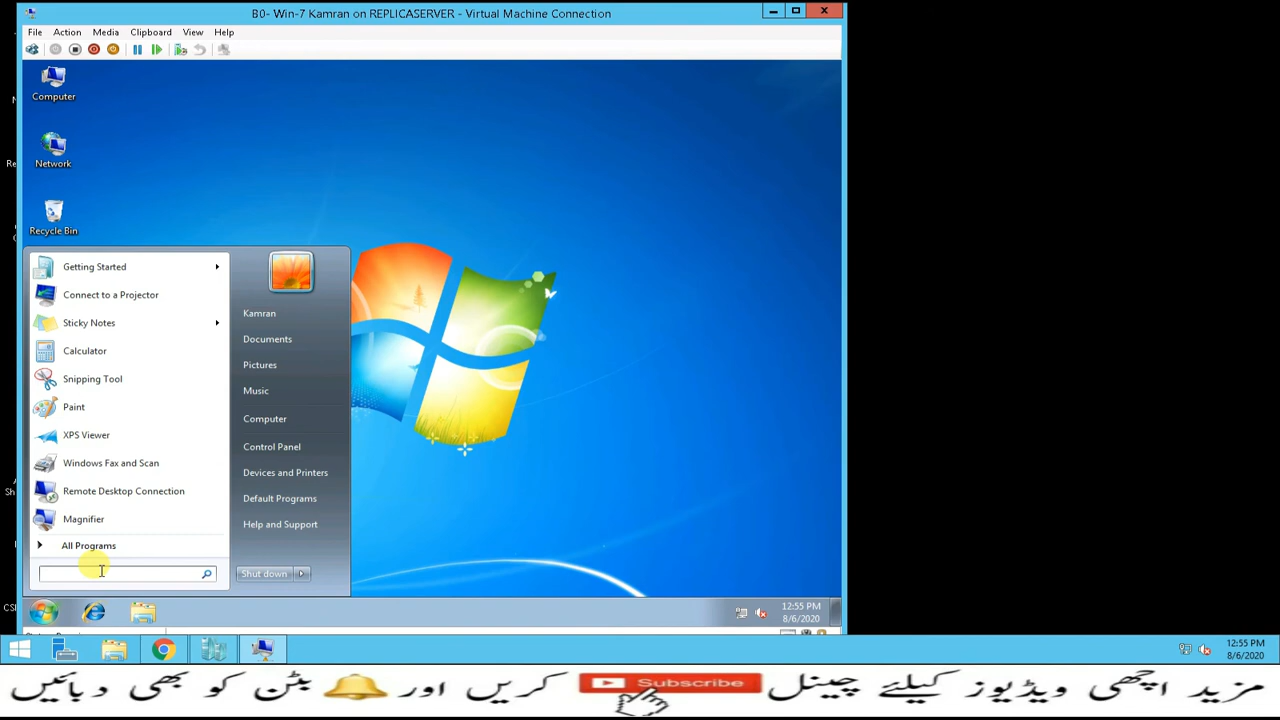 B0- Win-7 Kamran on REPLICASERVER - Virtual Machine Connection
File Action Media Clipboard View Help
Computer
Network
Recycle Bin
Getting Started
Connect to a Projector
Sticky Notes
Calculator
Snipping Tool
Paint
XPS Viewer
Windows Fax and Scan
Remote Desktop Connection
Magnifier
All Programs
Kamran
Documents
Pictures
Music
Computer
Control Panel
Devices and Printers
Default Programs
Help and Support
Shut down
12:55 PM
8/6/2020
12:55 PM
8/6/2020
مزید اچھی ویڈیوز کیلئے چینل Subscribe کریں اور بٹن کو بھی دبائیں